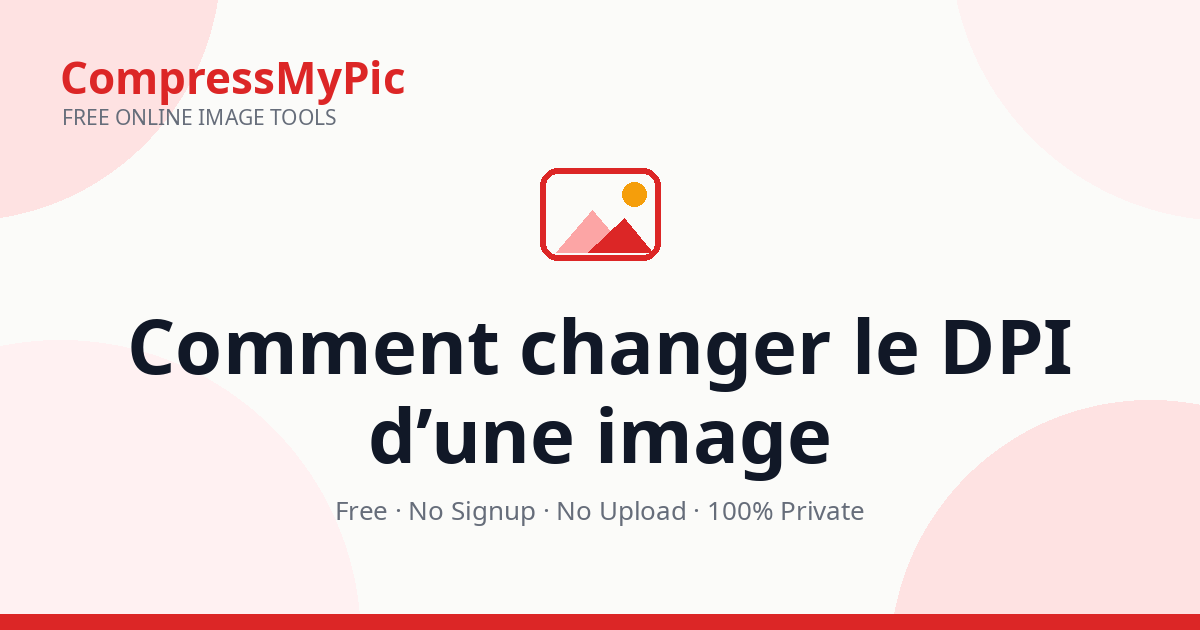 CompressMyPic
FREE ONLINE IMAGE TOOLS
Comment changer le DPI
d’une image
Free · No Signup · No Upload · 100% Private